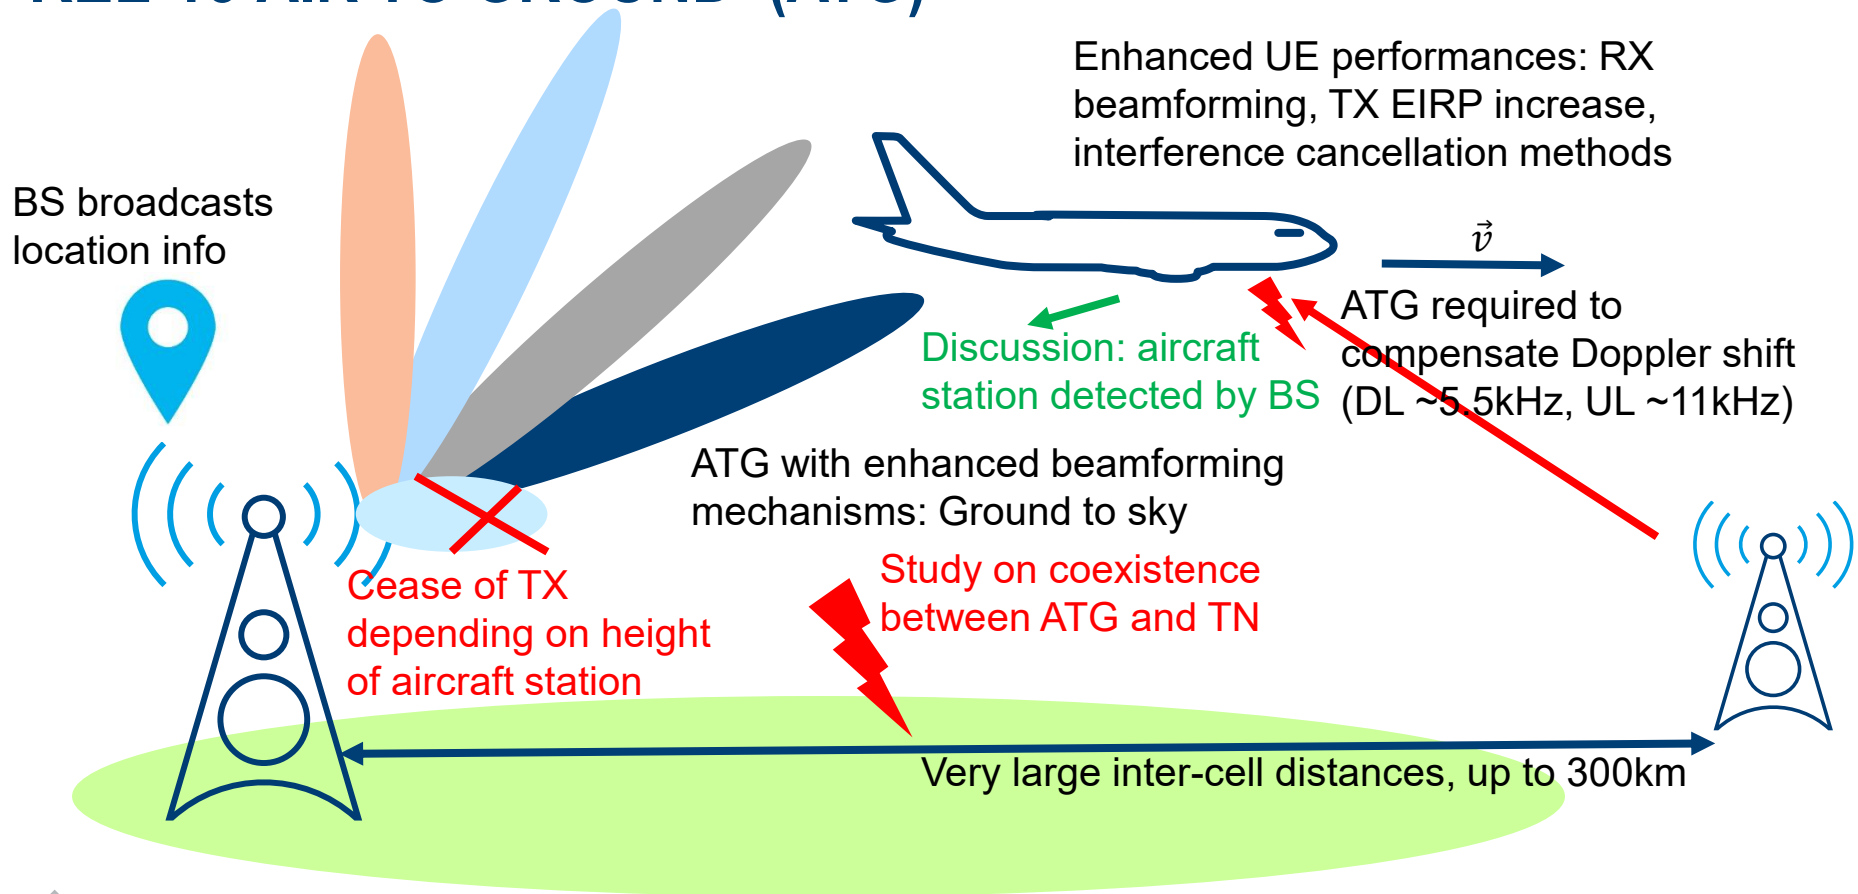 (ATG)
Enhanced UE performances: RX
beamforming, TX EIRP increase,
interference cancellation methods
BS broadcasts
location info
v⃗
ATG required to
compensate Doppler shift
(DL ~5.5kHz, UL ~11kHz)
Discussion: aircraft
station detected by BS
ATG with enhanced beamforming
mechanisms: Ground to sky
Cease of TX
depending on height
of aircraft station
Study on coexistence
between ATG and TN
Very large inter-cell distances, up to 300km